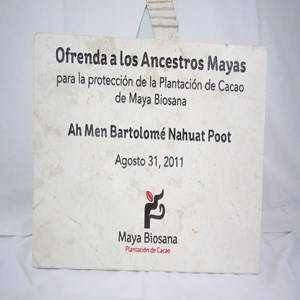 Ofrenda a los Ancestros Mayas
para la protección de la Plantación de Cacao
de Maya Biosana
Ah Men Bartolomé Nahuat Poot
Agosto 31, 2011
Maya Biosana
Plantación de Cacao